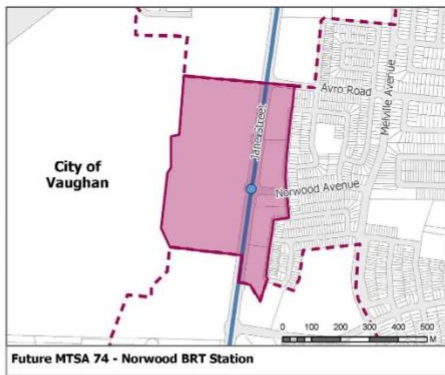 Avro Road
Melville Avenue
Jane Street
City of
Vaughan
Norwood Avenue
0 100 200 300 400 500
M
Future MTSA 74 - Norwood BRT Station